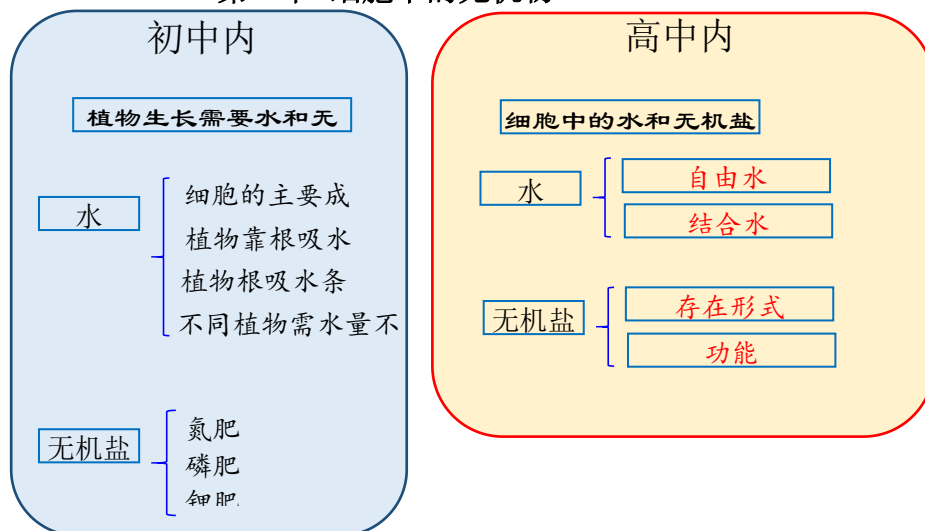 初中内
植物生长需要水和无
水
细胞的主要成
植物靠根吸水
植物根吸水条
不同植物需水量不
无机盐
氮肥
磷肥
钾肥
高中内
细胞中的水和无机盐
水
自由水
结合水
无机盐
存在形式
功能